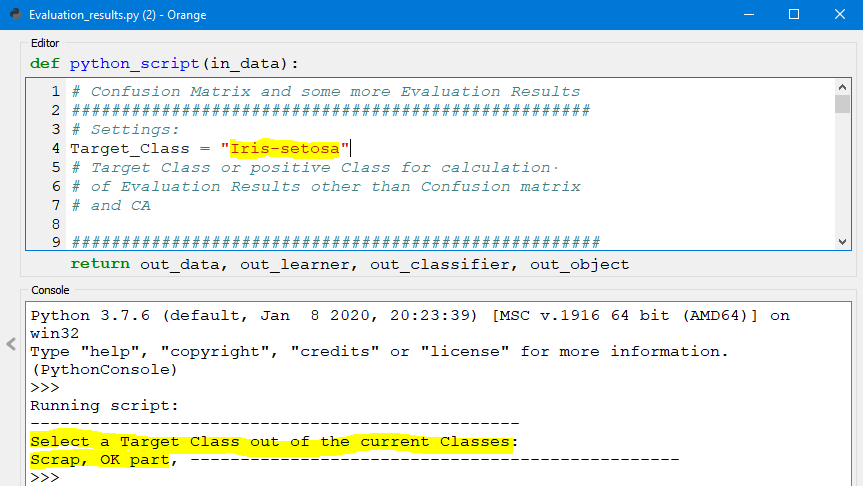 Evaluation_results.py (2) - Orange
Editor
def python_script(in_data):
1 # Confusion Matrix and some more Evaluation Results
2 ####################################################
3 # Settings:
4 Target_Class = "Iris-setosa"
5 # Target Class or positive Class for calculation·
6 # of Evaluation Results other than Confusion matrix
7 # and CA
8
9 #####################################################
return out_data, out_learner, out_classifier, out_object
Console
Python 3.7.6 (default, Jan  8 2020, 20:23:39) [MSC v.1916 64 bit (AMD64)] on
win32
Type "help", "copyright", "credits" or "license" for more information.
(PythonConsole)
>>>
Running script:
-------------------------------------------------
Select a Target Class out of the current Classes:
Scrap, OK part, -------------------------------------------------
>>>